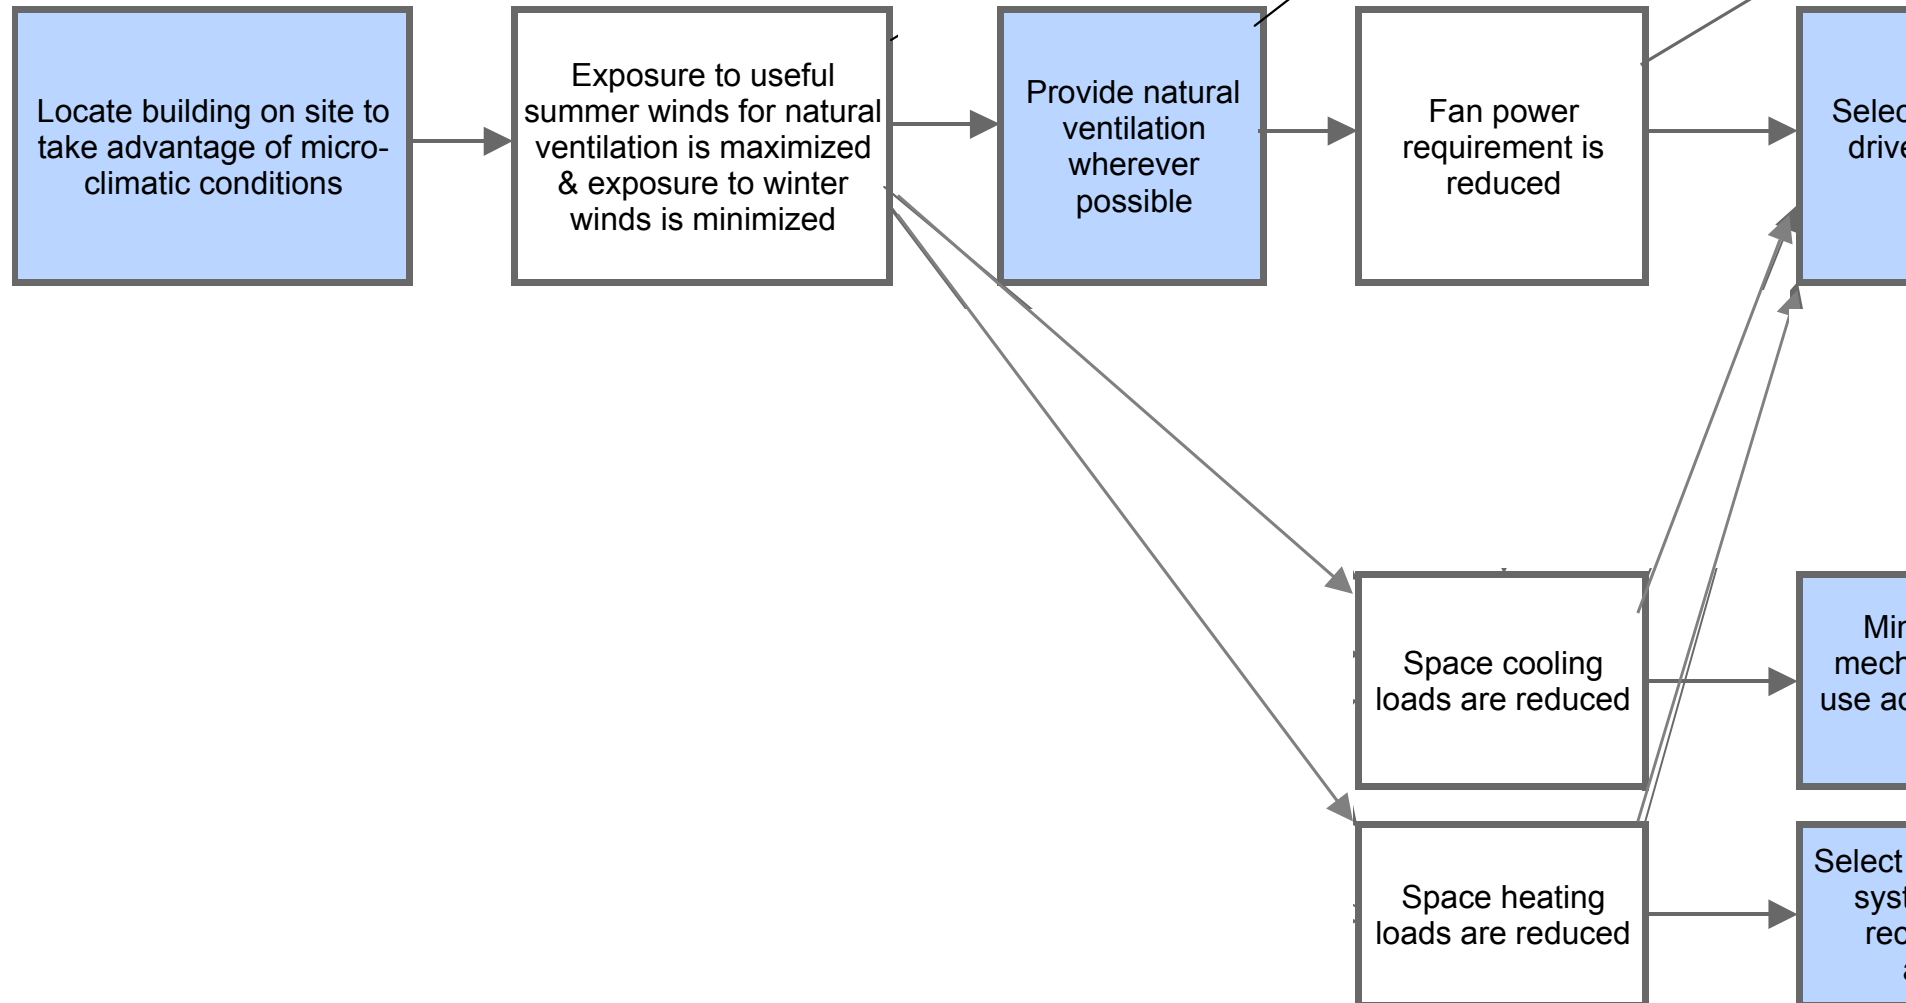 Locate building on site to
take advantage of micro-
climatic conditions
Exposure to useful
summer winds for natural
ventilation is maximized
& exposure to winter
winds is minimized
Provide natural
ventilation
wherever
possible
Fan power
requirement is
reduced
Space cooling
loads are reduced
use
Space heating
loads are reduced
Select